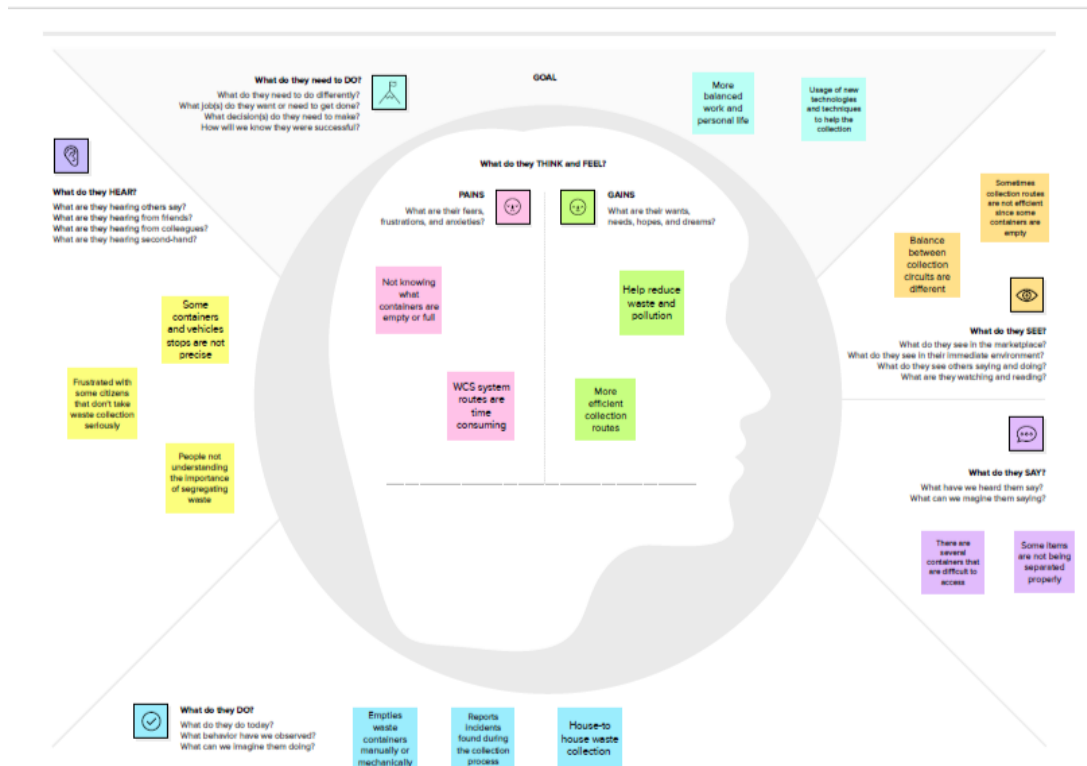 What do they need to DO?
What do they need to do differently?
What job(s) do they want or need to get done?
What decision(s) do they need to make?
How will we know they were successful?
GOAL
More
balanced
work and
personal life
Usage of new
technologies
and techniques
to help the
collection
What do they HEAR?
What are they hearing others say?
What are they hearing from friends?
What are they hearing from colleagues?
What are they hearing second-hand?
Some
containers
and vehicles
stops are not
precise
Frustrated with
some citizens
that don't take
waste collection
seriously
People not
understanding
the importance
of segregating
waste
What do they THINK and FEEL?
PAINS
What are their fears,
frustrations, and anxieties?
Not knowing
what
containers are
empty or full
WCS system
routes are
time
consuming
GAINS
What are their wants,
needs, hopes, and dreams?
Help reduce
waste and
pollution
More
efficient
collection
routes
Sometimes
collection routes
are not efficient
since some
containers are
empty
Balance
between
collection
circuits are
different
What do they SEE?
What do they see in the marketplace?
What do they see in their immediate environment?
What do they see others saying and doing?
What are they watching and reading?
What do they SAY?
What have we heard them say?
What can we magine them saying?
There are
several
containers that
are difficult to
access
Some items
are not being
separated
properly
What do they DO?
What do they do today?
What behavior have we observed?
What can we imagine them doing?
Empties
waste
containers
manually or
mechanically
Reports
incidents
found during
the collection
process
House-to
house waste
collection